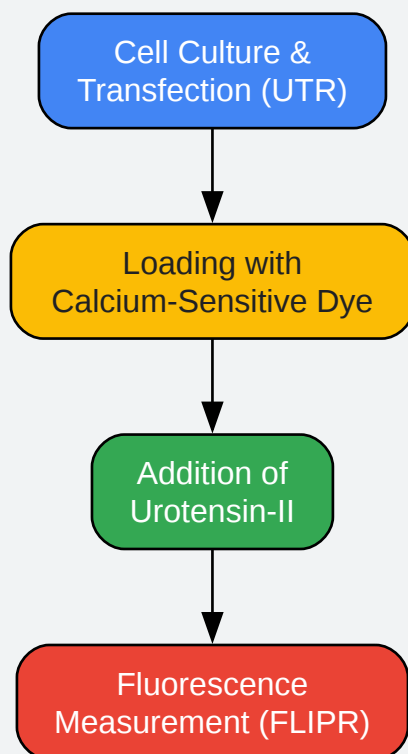 Cell Culture &
Transfection (UTR)
Loading with
Calcium-Sensitive Dye
Addition of
Urotensin-II
Fluorescence
Measurement (FLIPR)